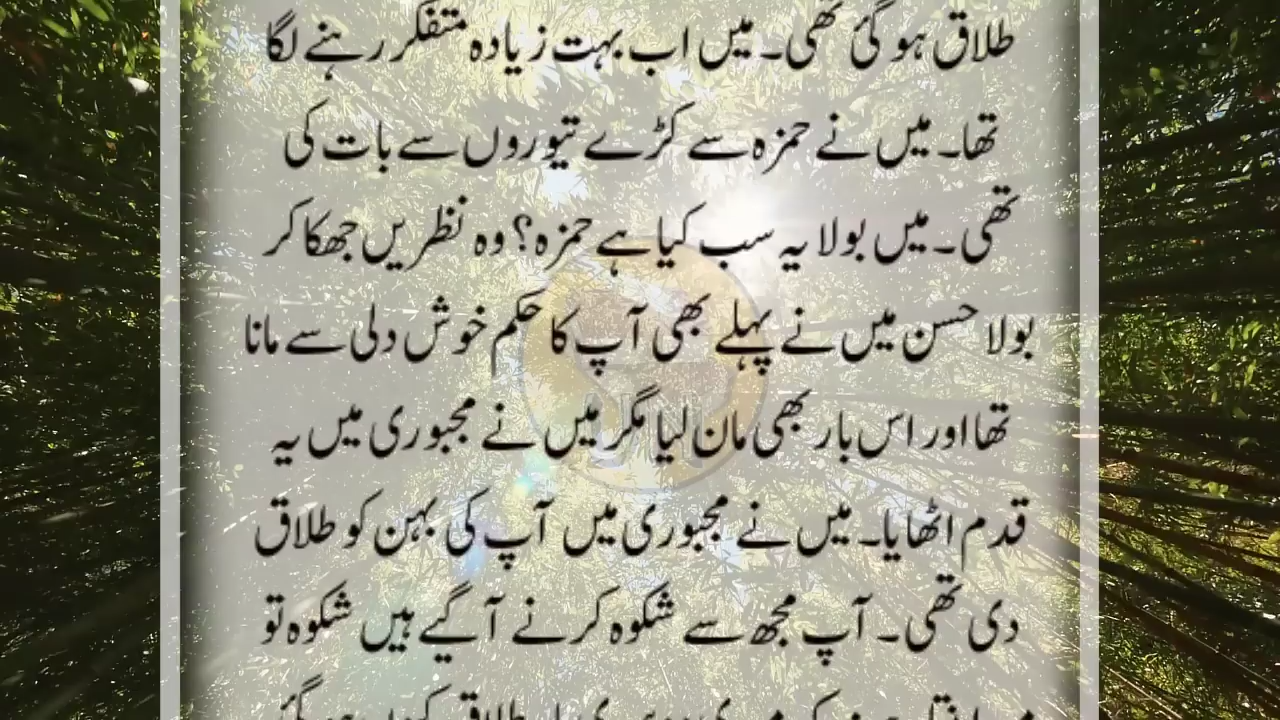 طلاق ہو گئ تھی۔ میں اب بہت زیادہ متفکر رہنے لگا
تھا۔ میں نے حمزہ سے کڑے تیوروں سے بات کی
تھی۔ میں بولا یہ سب کیا ہے حمزہ؟ وہ نظریں جھکا کر
بولا حسن میں نے پہلے بھی آپ کا حکم خوش دلی سے مانا
تھا اور اس بار بھی مان لیا مگر میں نے مجبوری میں یہ
قدم اٹھایا۔ میں نے مجبوری میں آپ کی بہن کو طلاق
دی تھی۔ آپ مجھ سے شکوہ کرنے آ گیے ہیں شکوہ تو